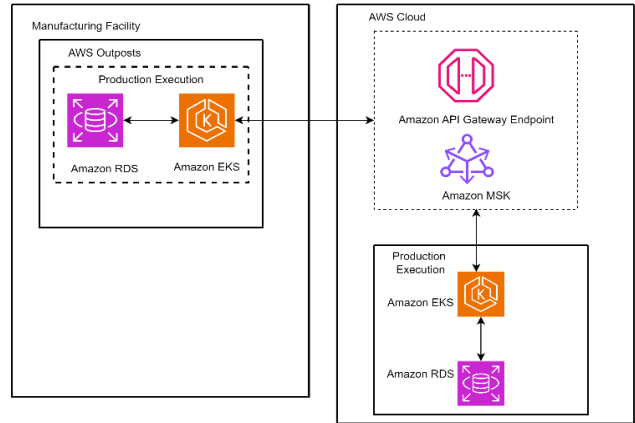 Manufacturing Facility
AWS Outposts
Production Execution
Amazon RDS
Amazon EKS
AWS Cloud
Amazon API Gateway Endpoint
Amazon MSK
Production
Execution
Amazon EKS
Amazon RDS